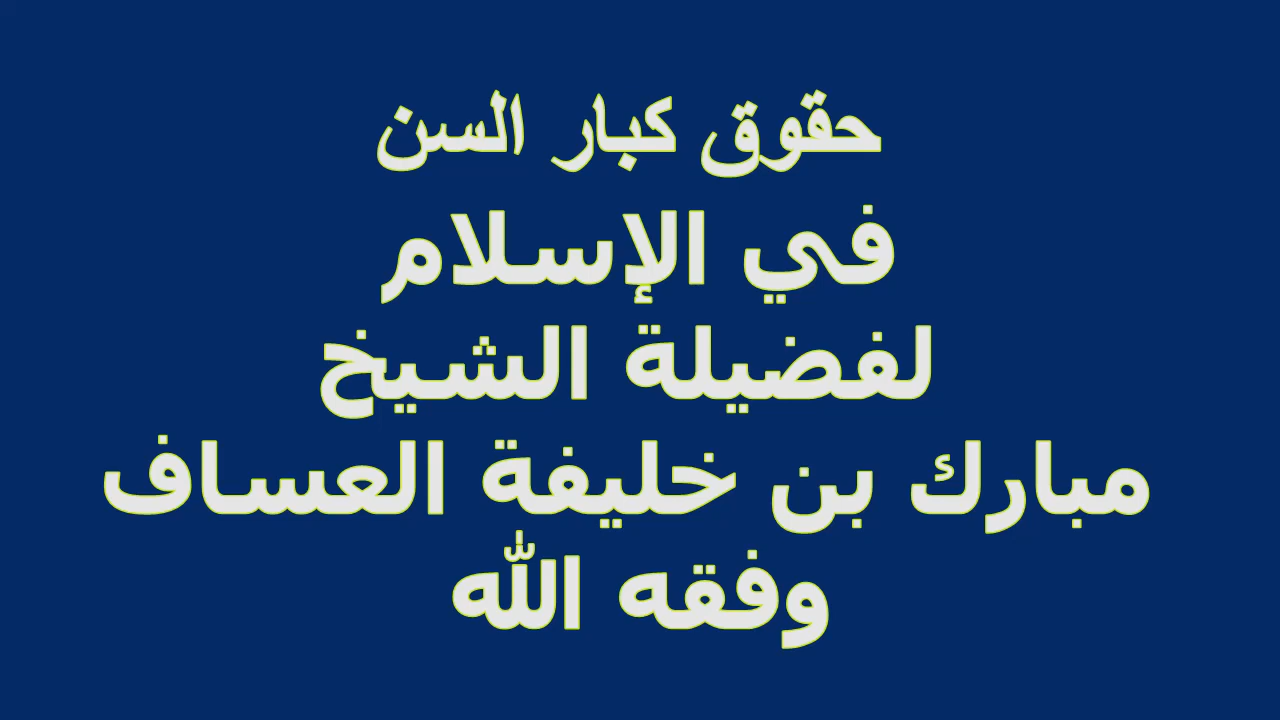 حقوق كبار السن
في الإسلام
لفضيلة الشيخ
مبارك بن خليفة العساف
وفقه الله